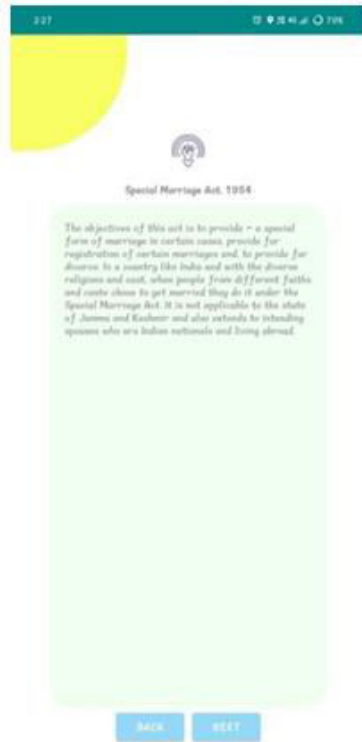 2:27
70%
Special Marriage Act, 1954
The objectives of this act is to provide – a special
form of marriage in certain cases, provide for
registration of certain marriages and, to provide for
divorce. In a country like India and with the diverse
religions and cast, when people from different faiths
and caste chose to get married they do it under the
Special Marriage Act. It is not applicable to the state
of Jammu and Kashmir and also extends to intending
spouses who are Indian nationals and living abroad.
BACK
NEXT